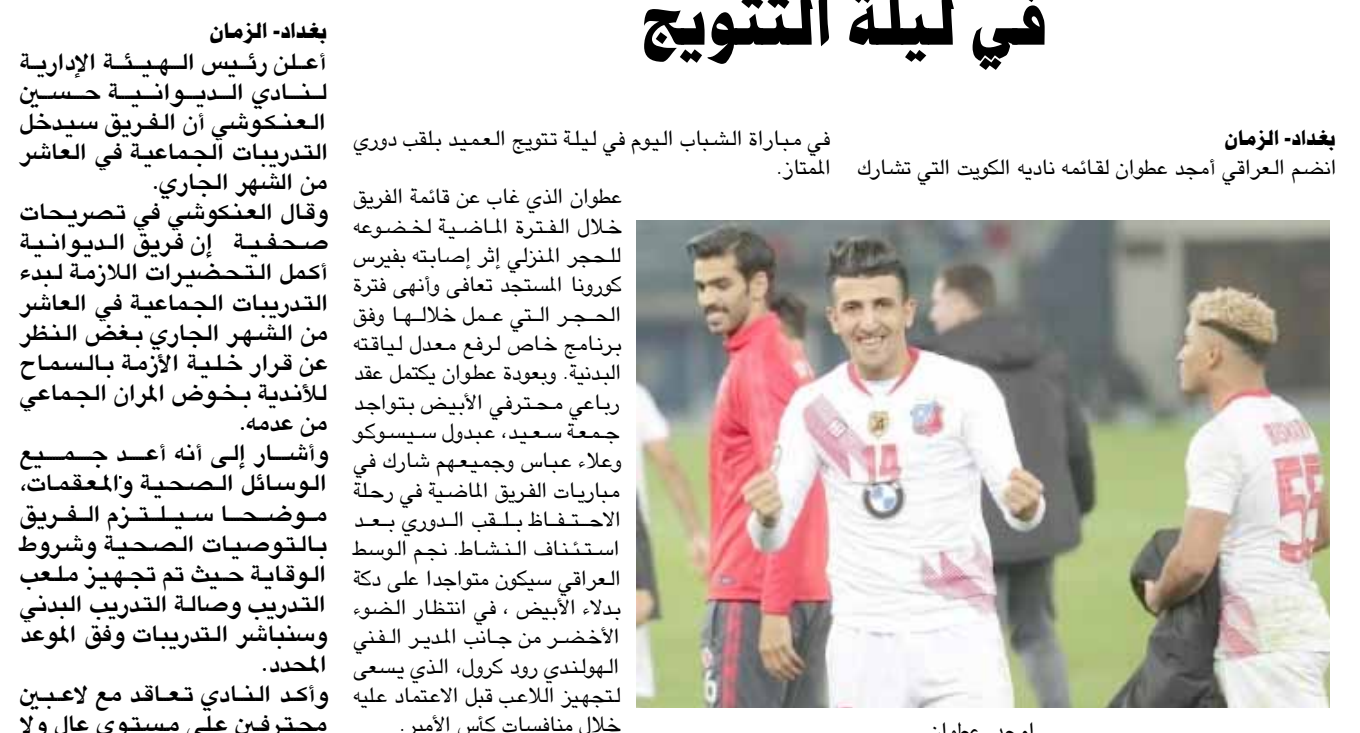 في ليلة التتويج
بغداد- الزمان
انضم العراقي أمجد عطوان لقائمه ناديه الكويت التي تشارك
في مباراة الشباب اليوم في ليلة تتويج العميد بلقب دوري
الممتاز.
عطوان الذي غاب عن قائمة الفريق
خلال الفترة الماضية لخضوعه
للحجر المنزلي إثر إصابته بفيرس
كورونا المستجد تعافى وأنهى فترة
الحجر التي عمل خلالها وفق
برنامج خاص لرفع معدل لياقته
البدنية. وبعودة عطوان يكتمل عقد
رباعي محترفي الأبيض بتواجد
جمعة سعيد، عبدول سيسوكو
وعلاء عباس وجميعهم شارك في
مباريات الفريق الماضية في رحلة
الاحتفاظ بلقب الدوري بعد
استئناف النشاط. نجم الوسط
العراقي سيكون متواجدا على دكة
بدلاء الأبيض ، في انتظار الضوء
الأخضر من جانب المدير الفني
الهولندي رود كرول، الذي يسعى
لتجهيز اللاعب قبل الاعتماد عليه
خلال منافسات كأس الأمير.
14
55
امجد عطوان
بغداد- الزمان
أعلن رئيس الهيئة الإدارية
لنادي الديوانية حسين
العنكوشي أن الفريق سيدخل
التدريبات الجماعية في العاشر
من الشهر الجاري.
وقال العنكوشي في تصريحات
صحفية إن فريق الديوانية
أكمل التحضيرات اللازمة لبدء
التدريبات الجماعية في العاشر
من الشهر الجاري بغض النظر
عن قرار خلية الأزمة بالسماح
للأندية بخوض المران الجماعي
من عدمه.
وأشار إلى أنه أعد جميع
الوسائل الصحية والمعقمات،
موضحا سيلتزم الفريق
بالتوصيات الصحية وشروط
الوقاية حيث تم تجهيز ملعب
التدريب وصالة التدريب البدني
وسنباشر التدريبات وفق الموعد
المحدد.
وأكد النادي تعاقد مع لاعبين
محترفين على مستوى عال ولا